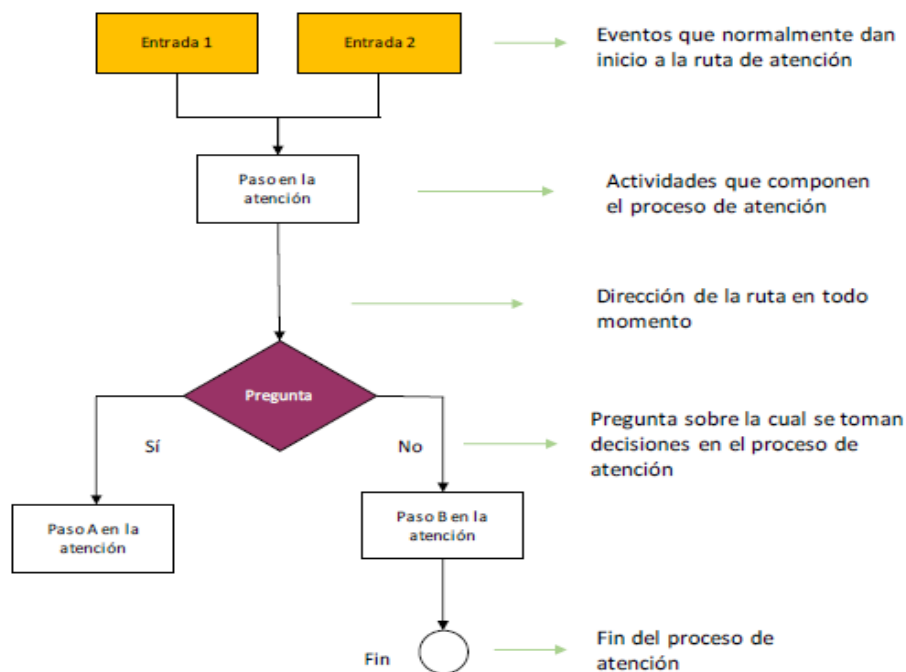 Entrada 1
Entrada 2
Eventos que normalmente dan
inicio a la ruta de atención
Paso en la
atención
Actividades que componen
el proceso de atención
Dirección de la ruta en todo
momento
Pregunta
Sí
No
Pregunta sobre la cual se toman
decisiones en el proceso de
atención
Paso A en la
atención
Paso B en la
atención
Fin
Fin del proceso de
atención